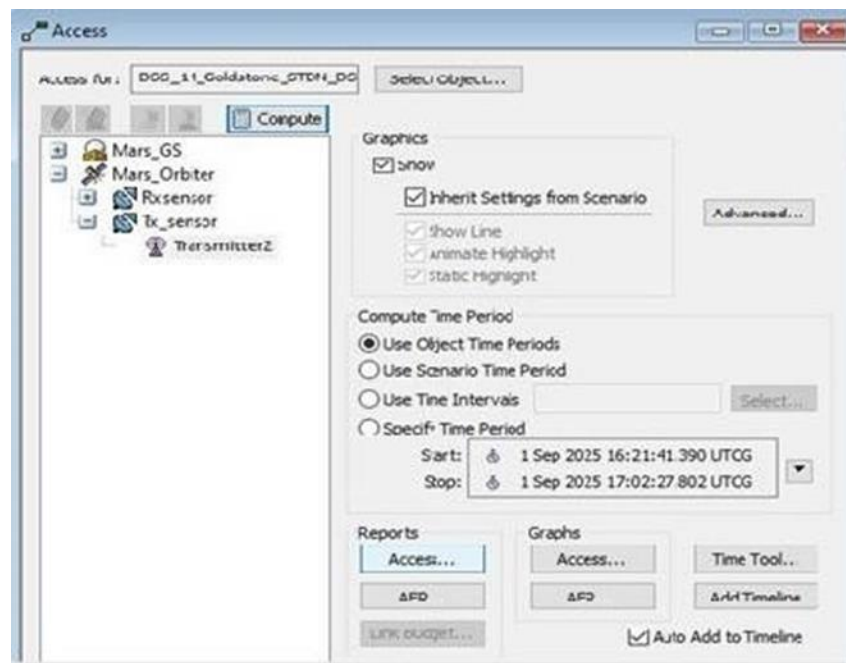 Access
Access for: DSS_14_Goldstone_STDN_DS Select Object...
Compute
Mars_GS
Mars_Orbiter
Rxsensor
Tx_sensor
Transmitter2
Graphics
Show
Inherit Settings from Scenario
Show Line
Animate Highlight
Static Highlight
Advanced...
Compute Time Period
Use Object Time Periods
Use Scenario Time Period
Use Time Intervals Select...
Specify Time Period
Start: 1 Sep 2025 16:21:41.390 UTCG
Stop: 1 Sep 2025 17:02:27.802 UTCG
Reports Graphs
Access... Access... Time Tool...
AER... AER... Add Timeline
Link Budget... Auto Add to Timeline